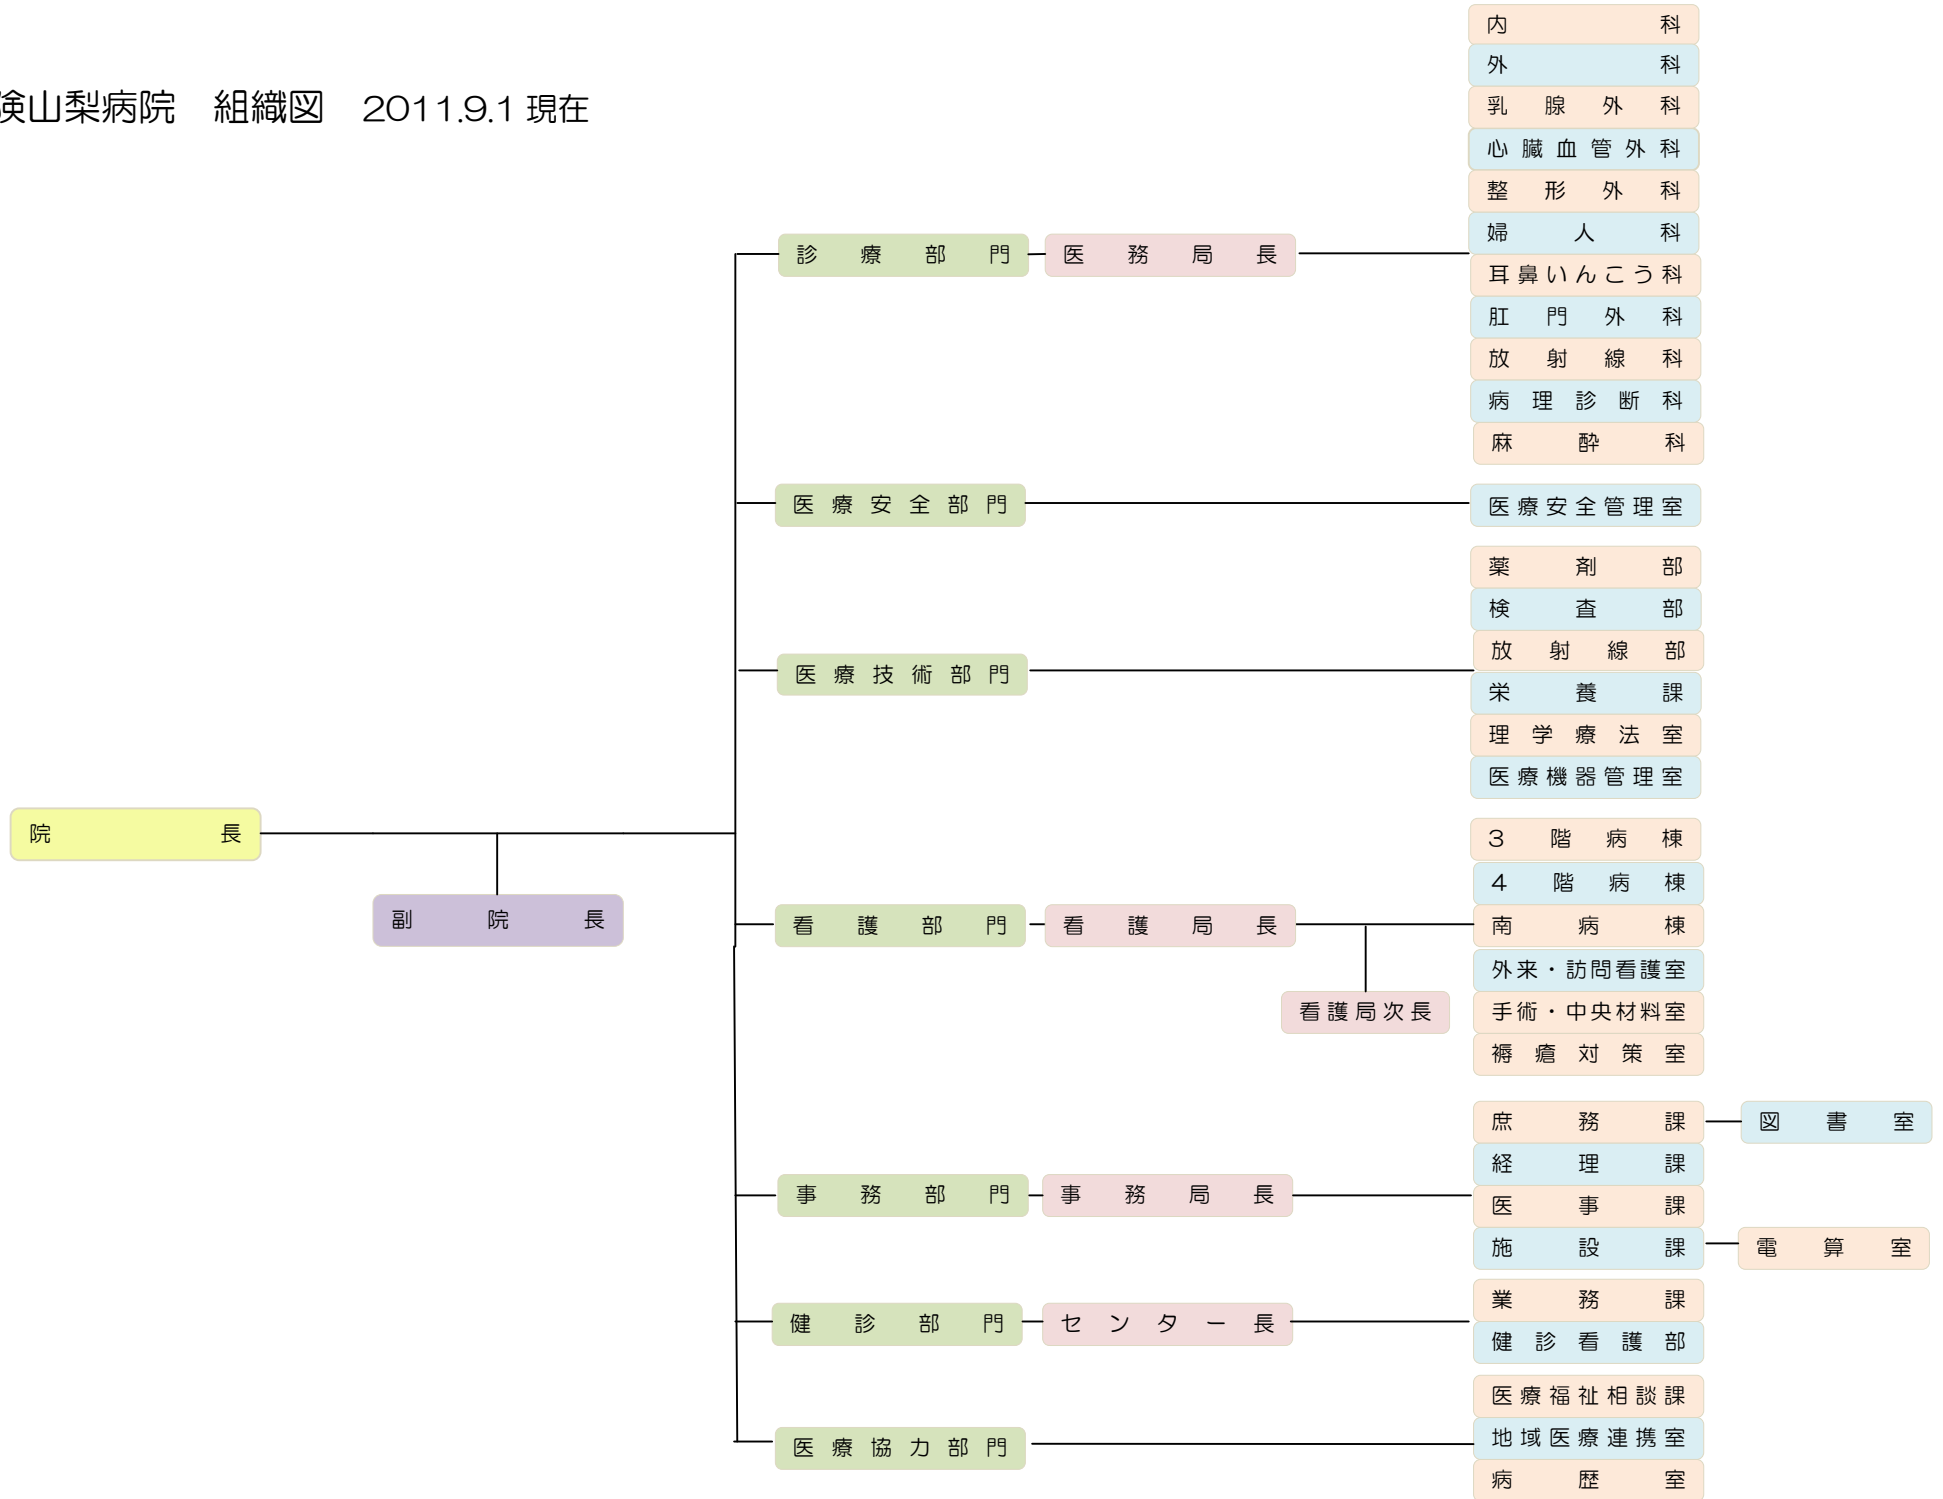 険山梨病院　組織図　2011.9.1 現在
院長
副院長
診療部門
医務局長
内科
外科
乳腺外科
心臓血管外科
整形外科
婦人科
耳鼻いんこう科
肛門外科
放射線科
病理診断科
麻酔科
医療安全部門
医療安全管理室
医療技術部門
薬剤部
検査部
放射線部
栄養課
理学療法室
医療機器管理室
看護部門
看護局長
看護局次長
3階病棟
4階病棟
南病棟
外来・訪問看護室
手術・中央材料室
褥瘡対策室
事務部門
事務局長
庶務課
図書室
経理課
医事課
施設課
電算室
健診部門
センター長
業務課
健診看護部
医療協力部門
医療福祉相談課
地域医療連携室
病歴室